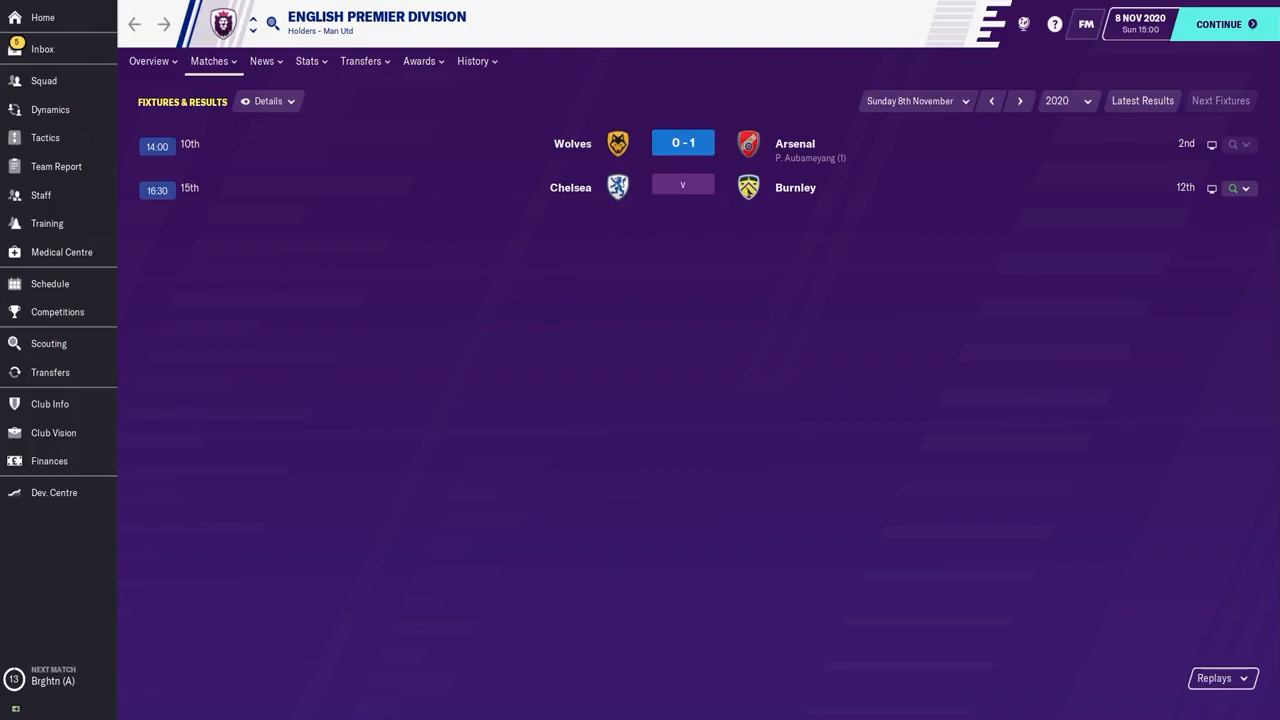 Home
5
Inbox
Squad
Dynamics
Tactics
Team Report
Staff
Training
Medical Centre
Schedule
Competitions
Scouting
Transfers
Club Info
Club Vision
Finances
Dev. Centre
13 NEXT MATCH
Brghtn (A)
ENGLISH PREMIER DIVISION
Holders - Man Utd
? FM 8 NOV 2020 CONTINUE
Sun 15:00
Overview Matches News Stats Transfers Awards History
FIXTURES & RESULTS Details Sunday 8th November 2020 Latest Results Next Fixtures
14:00 10th Wolves 0 - 1 Arsenal 2nd
P. Aubameyang (1)
16:30 15th Chelsea v Burnley 12th
Replays